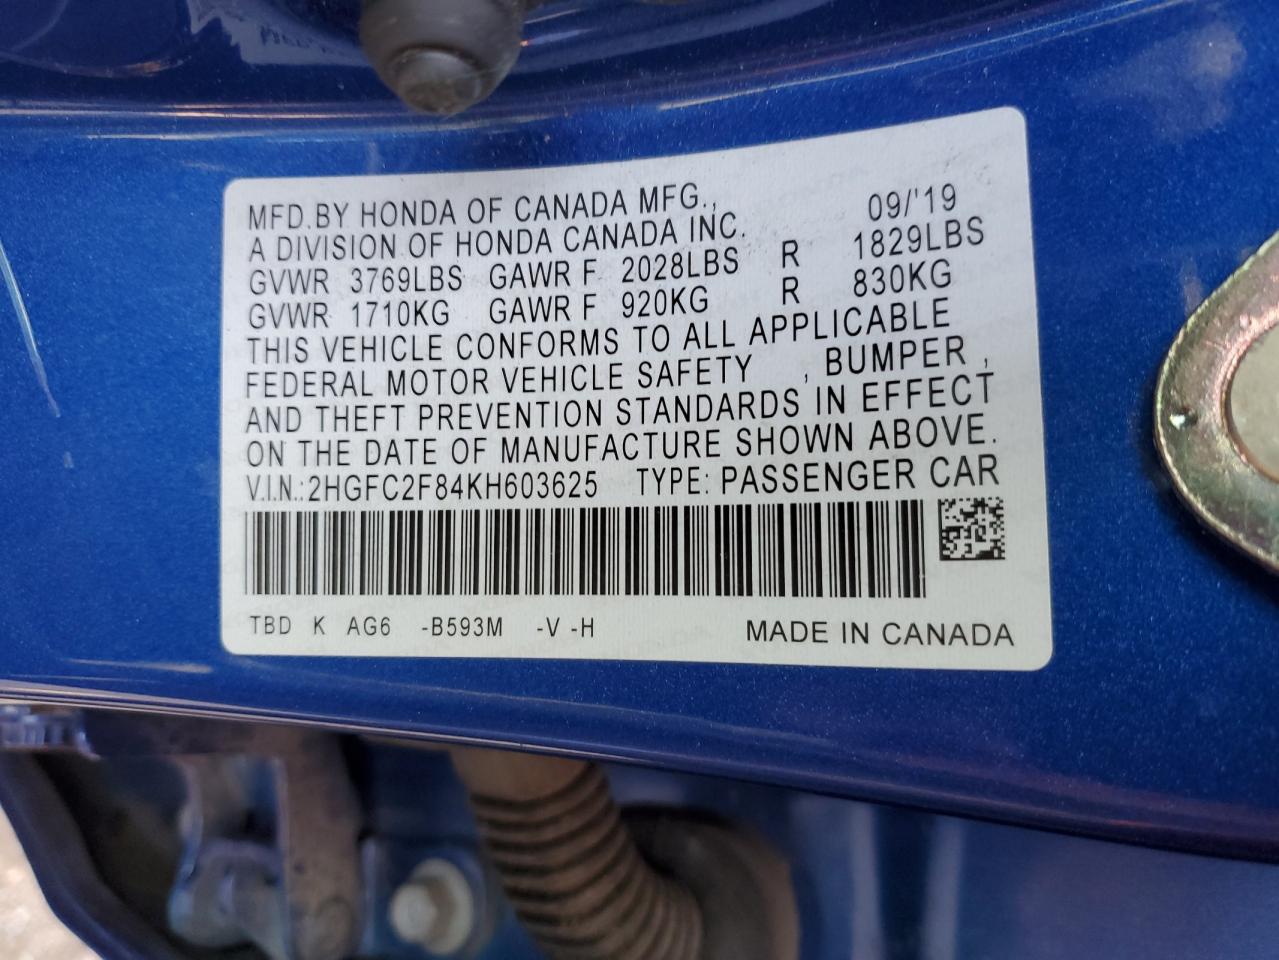 MFD.BY HONDA OF CANADA MFG., 09/'19
A DIVISION OF HONDA CANADA INC.
GVWR 3769LBS GAWR F 2028LBS R 1829LBS
GVWR 1710KG GAWR F 920KG R 830KG
THIS VEHICLE CONFORMS TO ALL APPLICABLE
FEDERAL MOTOR VEHICLE SAFETY , BUMPER ,
AND THEFT PREVENTION STANDARDS IN EFFECT
ON THE DATE OF MANUFACTURE SHOWN ABOVE.
V.I.N.:2HGFC2F84KH603625 TYPE: PASSENGER CAR
TBD K AG6 -B593M -V -H MADE IN CANADA